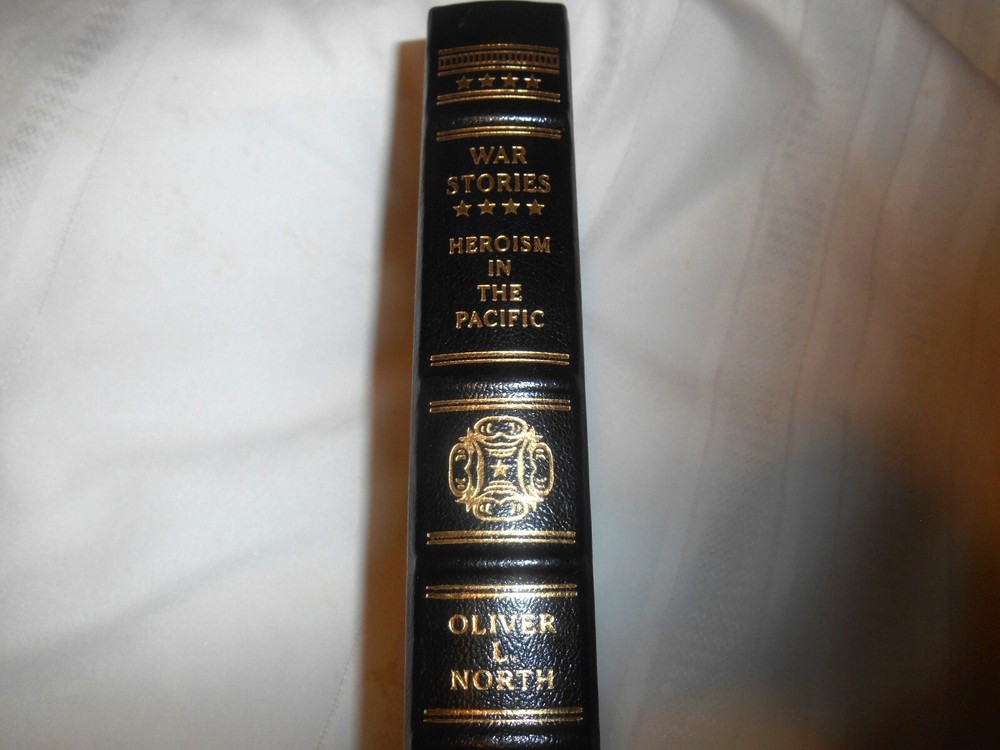 WAR
STORIES
HEROISM
IN
THE
PACIFIC
OLIVER
L.
NORTH